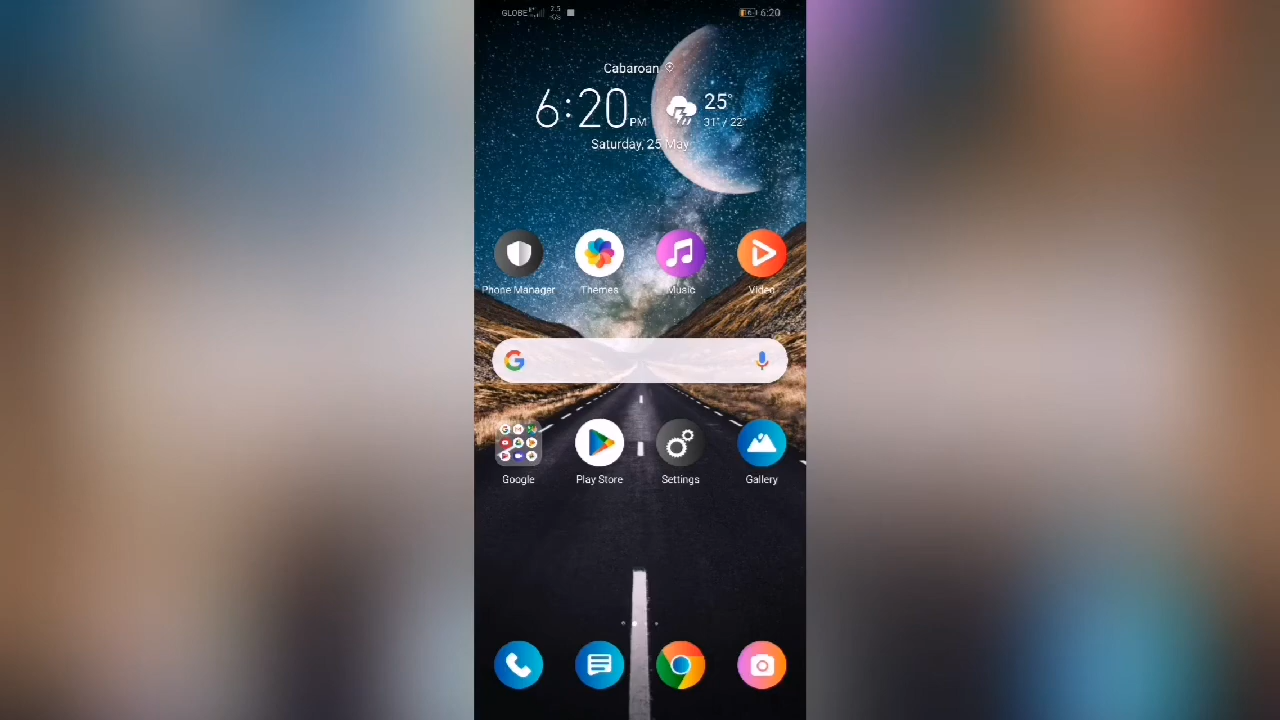 GLOBE 6:20
Cabaroan
6:20 PM 25°
31° / 22°
Saturday, 25 May
Phone Manager Themes Music Video
Google Play Store Settings Gallery